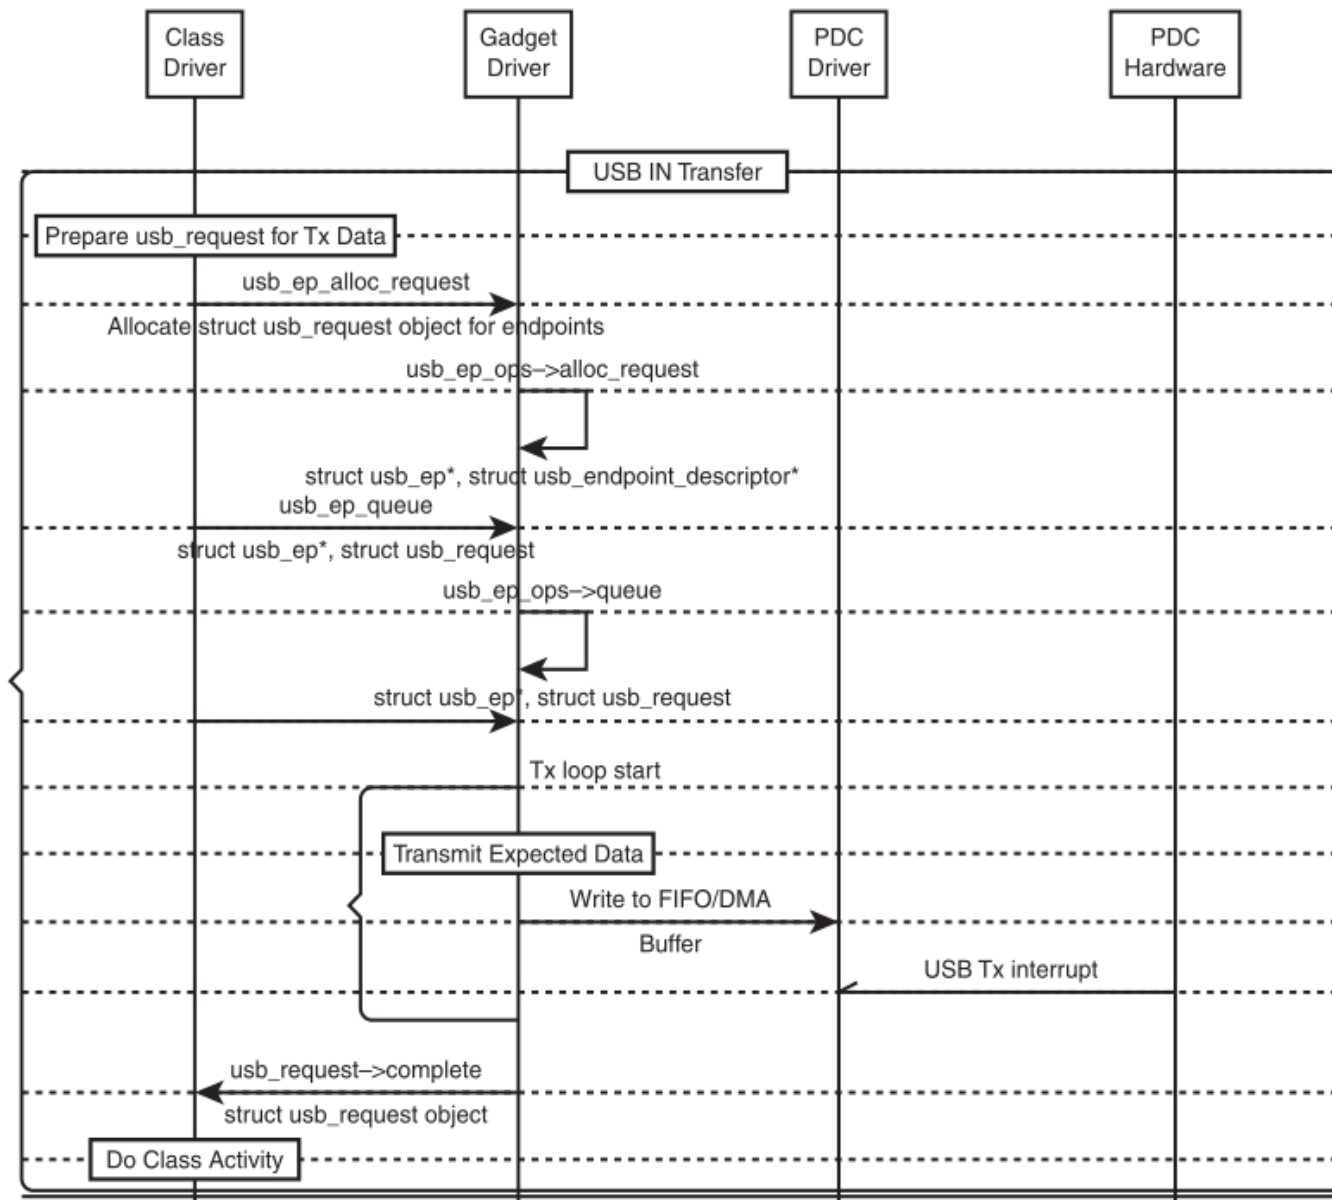 Class
Driver
Gadget
Driver
PDC
Driver
PDC
Hardware
USB IN Transfer
Prepare usb_request for Tx Data
usb_ep_alloc_request
Allocate struct usb_request object for endpoints
usb_ep_ops–>alloc_request
struct usb_ep*, struct usb_endpoint_descriptor*
usb_ep_queue
struct usb_ep*, struct usb_request
usb_ep_ops–>queue
struct usb_ep*, struct usb_request
Tx loop start
Transmit Expected Data
Write to FIFO/DMA
Buffer
USB Tx interrupt
usb_request–>complete
struct usb_request object
Do Class Activity